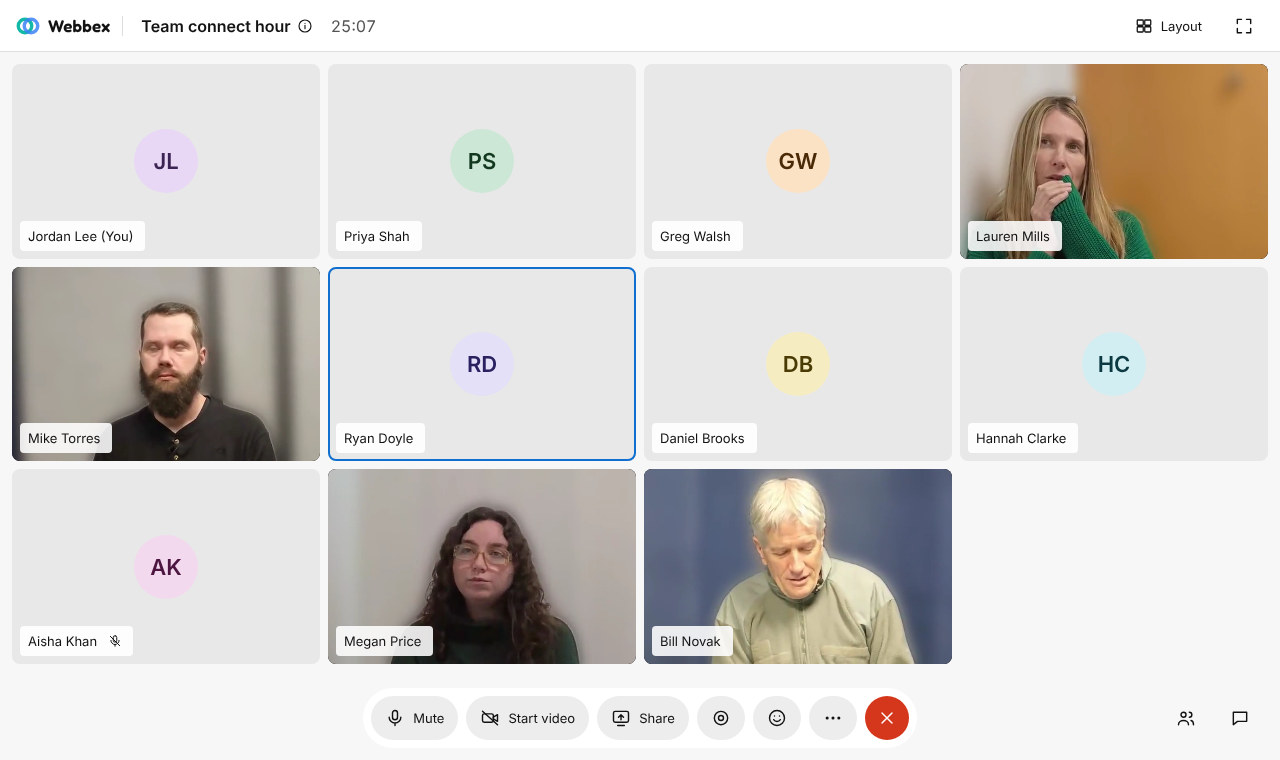 Webbex
Team connect hour
25:07
Layout
JL
Jordan Lee (You)
PS
Priya Shah
GW
Greg Walsh
Lauren Mills
Mike Torres
RD
Ryan Doyle
DB
Daniel Brooks
HC
Hannah Clarke
AK
Aisha Khan
Megan Price
Bill Novak
Mute
Start video
Share